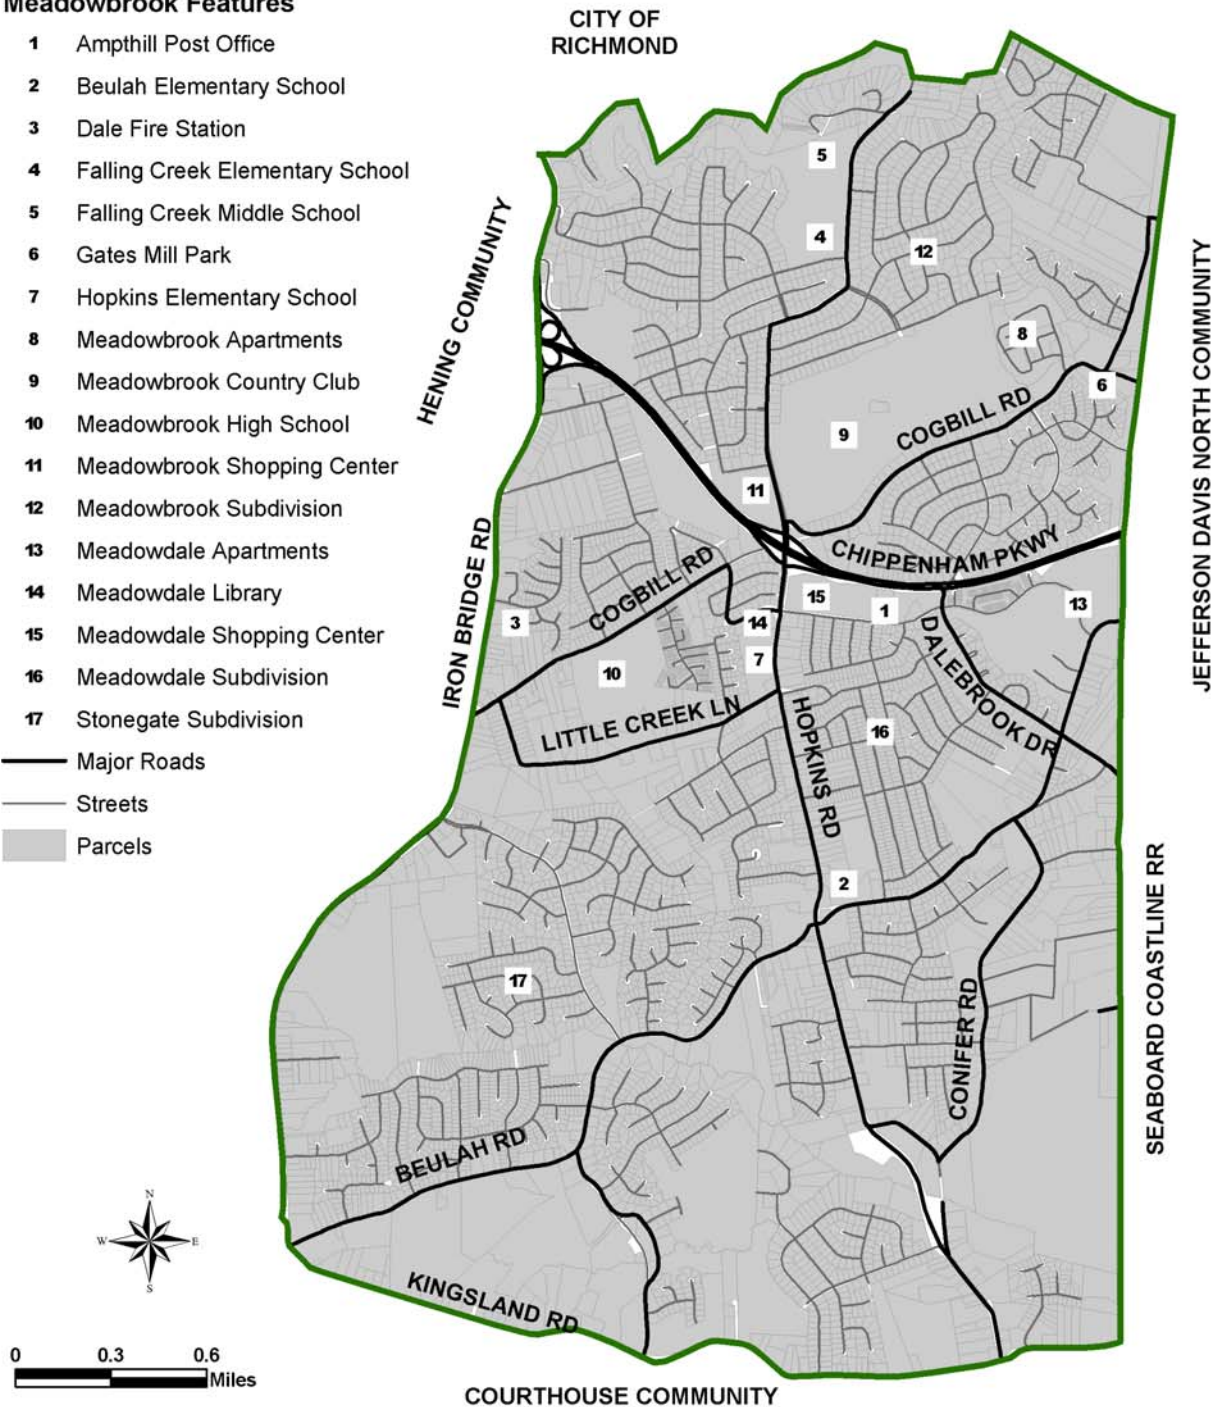 Meadowbrook Features
1 Ampthill Post Office
2 Beulah Elementary School
3 Dale Fire Station
4 Falling Creek Elementary School
5 Falling Creek Middle School
6 Gates Mill Park
7 Hopkins Elementary School
8 Meadowbrook Apartments
9 Meadowbrook Country Club
10 Meadowbrook High School
11 Meadowbrook Shopping Center
12 Meadowbrook Subdivision
13 Meadowdale Apartments
14 Meadowdale Library
15 Meadowdale Shopping Center
16 Meadowdale Subdivision
17 Stonegate Subdivision
Major Roads
Streets
Parcels
CITY OF
RICHMOND
HENING COMMUNITY
JEFFERSON DAVIS NORTH COMMUNITY
5
4
12
8
6
COGBILL RD
9
11
CHIPPENHAM PKWY
IRON BRIDGE RD
COGBILL RD
3
15
1
13
14
7
10
DALEBROOK DR
LITTLE CREEK LN
HOPKINS RD
16
2
SEABOARD COASTLINE RR
17
CONIFER RD
BEULAH RD
KINGSLAND RD
N
W
E
S
0 0.3 0.6
Miles
COURTHOUSE COMMUNITY